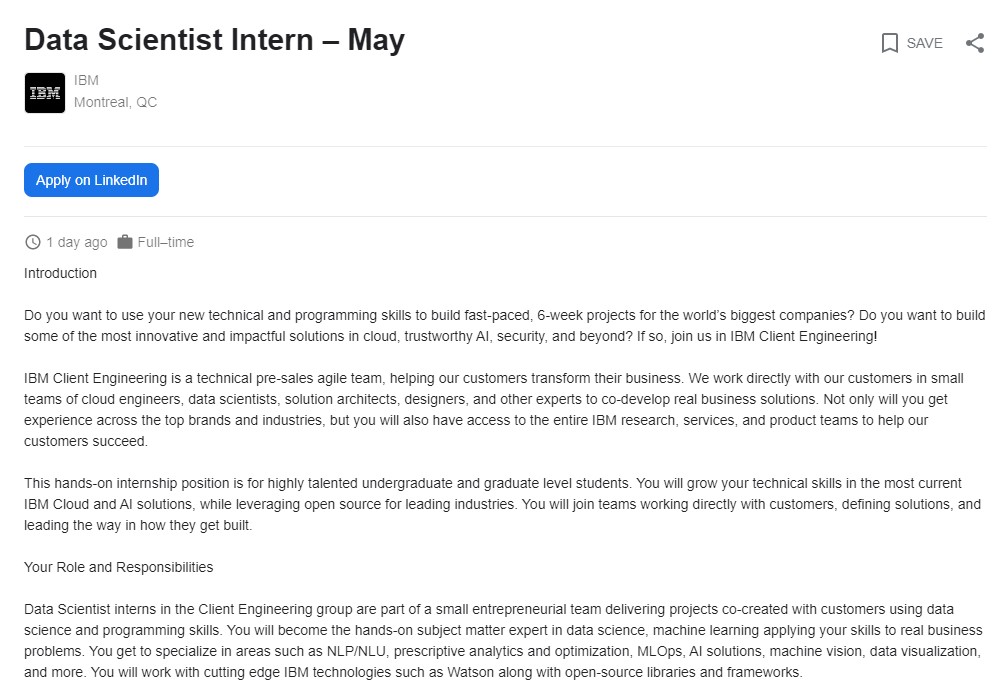 Data Scientist Intern – May
SAVE
IBM
IBM
Montreal, QC
Apply on LinkedIn
1 day ago Full–time
Introduction
Do you want to use your new technical and programming skills to build fast-paced, 6-week projects for the world's biggest companies? Do you want to build
some of the most innovative and impactful solutions in cloud, trustworthy AI, security, and beyond? If so, join us in IBM Client Engineering!
IBM Client Engineering is a technical pre-sales agile team, helping our customers transform their business. We work directly with our customers in small
teams of cloud engineers, data scientists, solution architects, designers, and other experts to co-develop real business solutions. Not only will you get
experience across the top brands and industries, but you will also have access to the entire IBM research, services, and product teams to help our
customers succeed.
This hands-on internship position is for highly talented undergraduate and graduate level students. You will grow your technical skills in the most current
IBM Cloud and AI solutions, while leveraging open source for leading industries. You will join teams working directly with customers, defining solutions, and
leading the way in how they get built.
Your Role and Responsibilities
Data Scientist interns in the Client Engineering group are part of a small entrepreneurial team delivering projects co-created with customers using data
science and programming skills. You will become the hands-on subject matter expert in data science, machine learning applying your skills to real business
problems. You get to specialize in areas such as NLP/NLU, prescriptive analytics and optimization, MLOps, AI solutions, machine vision, data visualization,
and more. You will work with cutting edge IBM technologies such as Watson along with open-source libraries and frameworks.